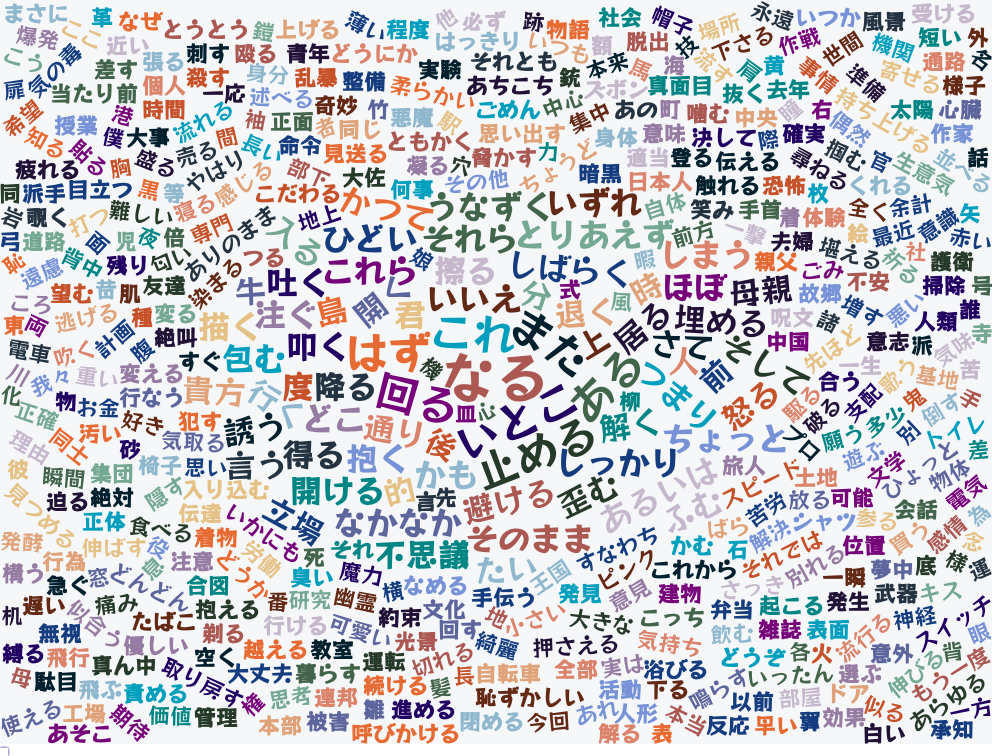 まさに
革
なぜ
とうとう
鎧
上げる
薄い
程度
他
必ず
跡
物語
社会
帽子
場所
永遠
いつか
風景
受ける
爆発
ここ
近い
張る
刺す
殴る
青年
どうにか
はっきり
いつも
額
脱出
技
流す
下さる
作戦
世間
機関
短い
外
こう
扉
気の毒
差す
個人
殺す
一応
身分
乱暴
整備
柔らかい
実験
それとも
あちこち
銃
本来
馬
海
肩
黄
事情
準備
寄せる
通路
否
様子
当たり前
述べる
奇妙
竹
悪魔
駅
ごめん
中心
集中
ズボン
真面目
あの
町
噛む
抜く
去年
中央
瞳
右
持ち上げる
太陽
心臓
希望
知る
授業
港
僕
時間
大事
流れる
袖
間
正面
者
同じ
命令
見送る
ともかく
思い出す
身体
意味
決して
際
確実
偶然
作家
疲れる
貼る
胸
盛る
売る
やはり
長い
部下
大佐
凝る
穴
脅かす
力
ちょうど
暗黒
適当
登る
伝える
尋ねる
掴む
官
生意気
並べる
話
同
派手
目立つ
黒
等
寝る
感じる
こだわる
かつて
何事
その他
日本人
触れる
恐怖
枚
全く
くれる
余計
矢
岩
覗く
打つ
難しい
専門
ありのまま
地上
うなずく
いずれ
自体
笑み
手首
着
体験
絵
最近
意識
赤い
弓
道路
画
児
夜
倍
入る
ひどい
それら
とりあえず
前方
一撃
夫婦
堪える
歩る
社
護衛
恥
遠慮
背中
残り
匂い
つる
娘
擦る
しばらく
暇
しまう
親父
ごみ
不安
掃除
号
望む
昔
肌
友達
染まる
牛
吐く
これら
いいえ
分
式
風
時
ほぼ
母親
故郷
増す
悪い
誰
ころ
東
両
逃げる
種
変る
描く
注ぐ
島
開く
君
これ
また
退く
上
居る
埋める
呪文
諸
人類
寺
電車
吹く
計画
腹
絶叫
すぐ
包む
叩く
はず
機
なる
ある
人
さて
そして
中国
先ほど
意志
派
気味
川
我々
重い
変える
貴方
行く
度
降る
回る
皿
心
いとこ
柳
つまり
前
怒る
合う
一生
歌う
基地
苦
化
正確
物
お金
行なう
どこ
通り
後
止める
解く
ちょっと
駆る
破る
支配
鬼
倒す
手
理由
同士
汚い
好き
犯す
誘う
得る
抱く
かも
しっかり
プロ
願う
多少
別
トイレ
彼
瞬間
集団
砂
椅子
気取る
思い
言う
開ける
的
言
先
避ける
歪む
あるいは
旅人
スピード
土地
遊ぶ
文学
ひょっと
差
見つめる
迫る
絶対
隠す
入り込む
立場
なかなか
そのまま
ふむ
ばら
苦労
放る
可能
物体
電気
正体
食べる
伝達
いかにも
着物
それ
不思議
すなわち
かむ
石
解決
シャツ
参る
会話
為
発酵
行為
伸ばす
役
注意
どうか
労働
死
臭い
たい
王国
ピンク
これから
それでは
位置
買う
感情
念
構う
急ぐ
窓
どんどん
息
合図
魔力
横
なめる
手伝う
発見
意見
建物
さっき
別れる
一瞬
夢中
底
様
運
机
遅い
似合う
痛み
抱える
番
研究
幽霊
約束
文化
地
小さい
大きな
こっち
弁当
起こる
発生
武器
キス
無視
たばこ
剃る
行ける
可愛い
回す
綺麗
押さえる
気持ち
飲む
雑誌
表面
流行る
神経
スイッチ
縛る
飛行
優しい
空く
越える
教室
光景
切れる
自転車
全部
実は
浴びる
どうぞ
各
火
意外
背
眼
母
駄目
真ん中
取り戻す
大丈夫
暮らす
運転
髪
長
恥ずかしい
活動
下る
鳴らす
いったん
選ぶ
伸びる
もう一度
使える
工場
飛ぶ
責める
権
思考
連邦
続ける
雛
進める
今回
あれ
人形
以前
部屋
ドア
似る
あらゆる
一方
あそこ
期待
価値
管理
本部
被害
呼びかける
閉める
解る
表
本当
反応
早い
翼
効果
白い
承知